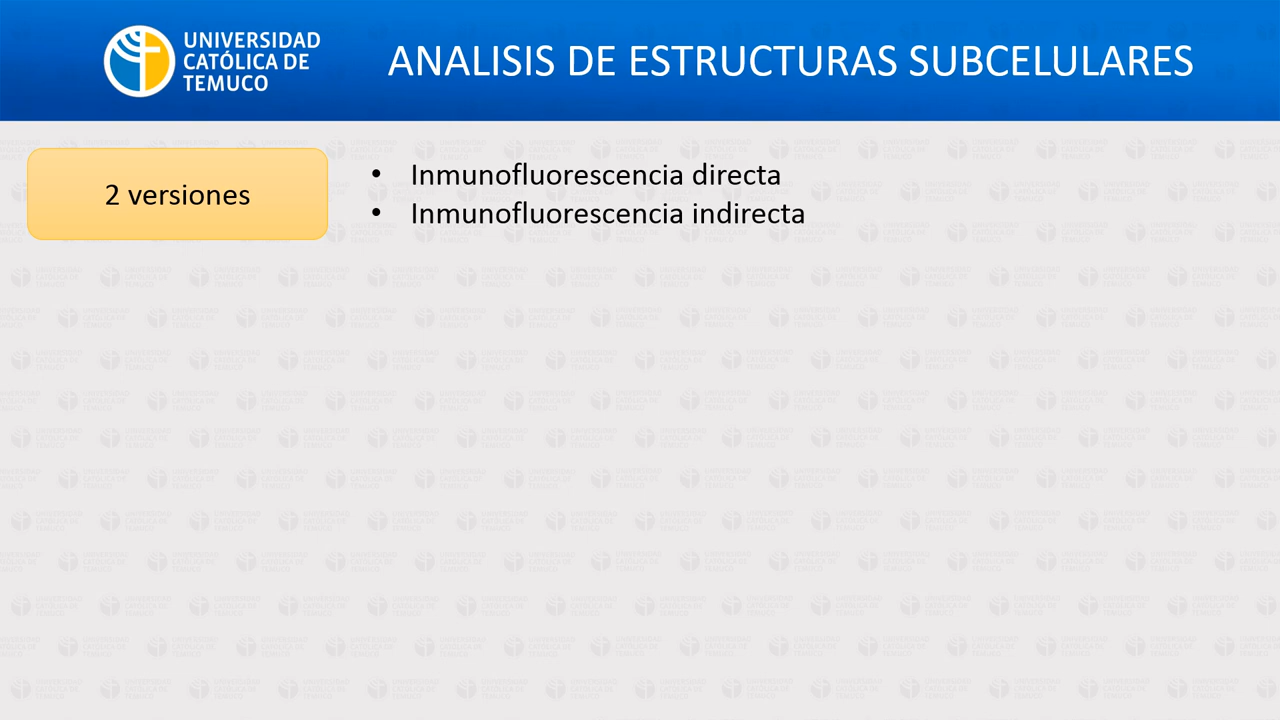 UNIVERSIDAD
CATÓLICA DE
TEMUCO
ANALISIS DE ESTRUCTURAS SUBCELULARES
2 versiones
• Inmunofluorescencia directa
• Inmunofluorescencia indirecta